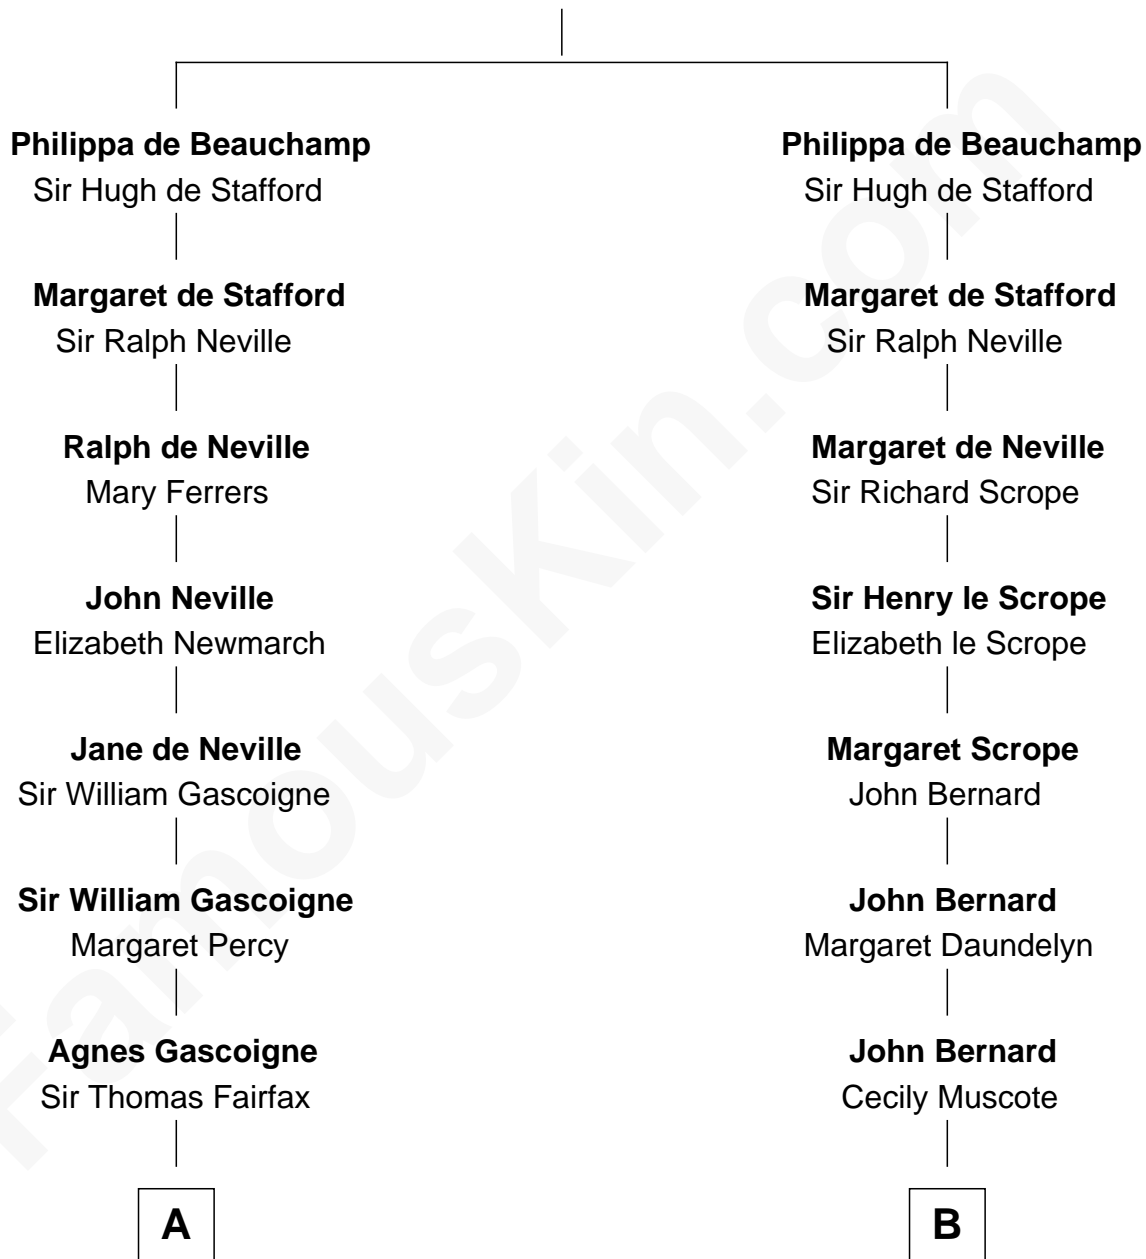 Philippa de Beauchamp
Sir Hugh de Stafford
Margaret de Stafford
Sir Ralph Neville
Ralph de Neville
Mary Ferrers
John Neville
Elizabeth Newmarch
Jane de Neville
Sir William Gascoigne
Sir William Gascoigne
Margaret Percy
Agnes Gascoigne
Sir Thomas Fairfax
A
Philippa de Beauchamp
Sir Hugh de Stafford
Margaret de Stafford
Sir Ralph Neville
Margaret de Neville
Sir Richard Scrope
Sir Henry le Scrope
Elizabeth le Scrope
Margaret Scrope
John Bernard
John Bernard
Margaret Daundelyn
John Bernard
Cecily Muscote
B
FamousKin.com